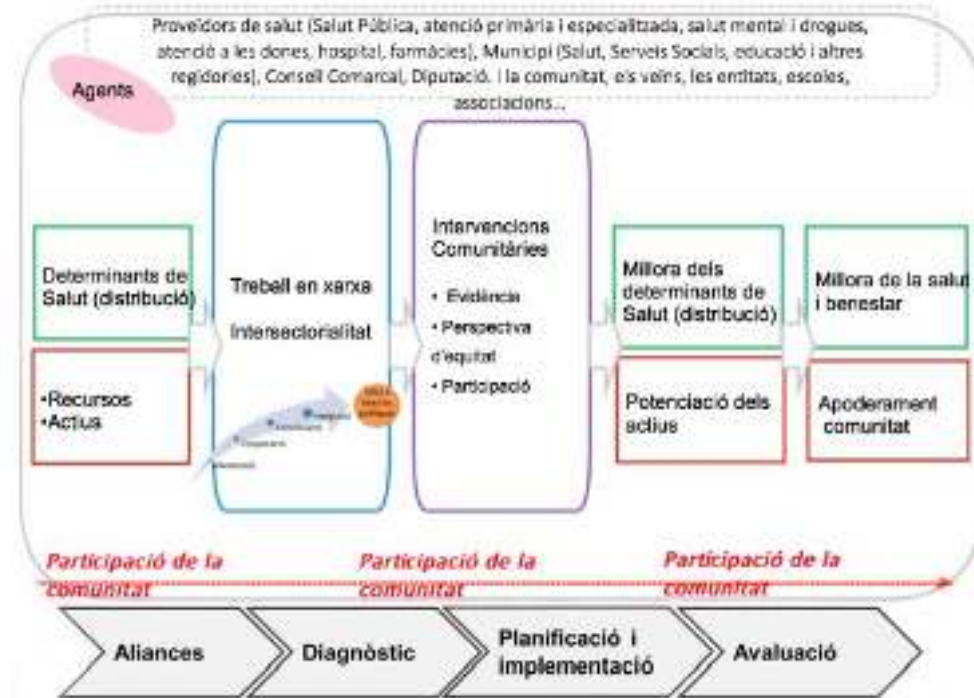 Proveïdors de salut (Salut Pública, atenció primària i especialitzada, salut mental i drogues,
atenció a les dones, hospital, farmàcies), Municipi (Salut, Serveis Socials, educació i altres
regidories), Consell Comarcal, Diputació. I la comunitat, els veïns, les entitats, escoles,
associacions...
Agents
Determinants de
Salut (distribució)
•Recursos
•Actius
Treball en xarxa
Intersectorialitat
Intervencions
Comunitàries
• Evidència
• Perspectiva
d'equitat
• Participació
Millora dels
determinants de
Salut (distribució)
Potenciació dels
actius
Millora de la salut
i benestar
Apoderament
comunitat
Participació de la
comunitat
Participació de la
comunitat
Participació de la
comunitat
Aliances
Diagnòstic
Planificació i
implementació
Avaluació